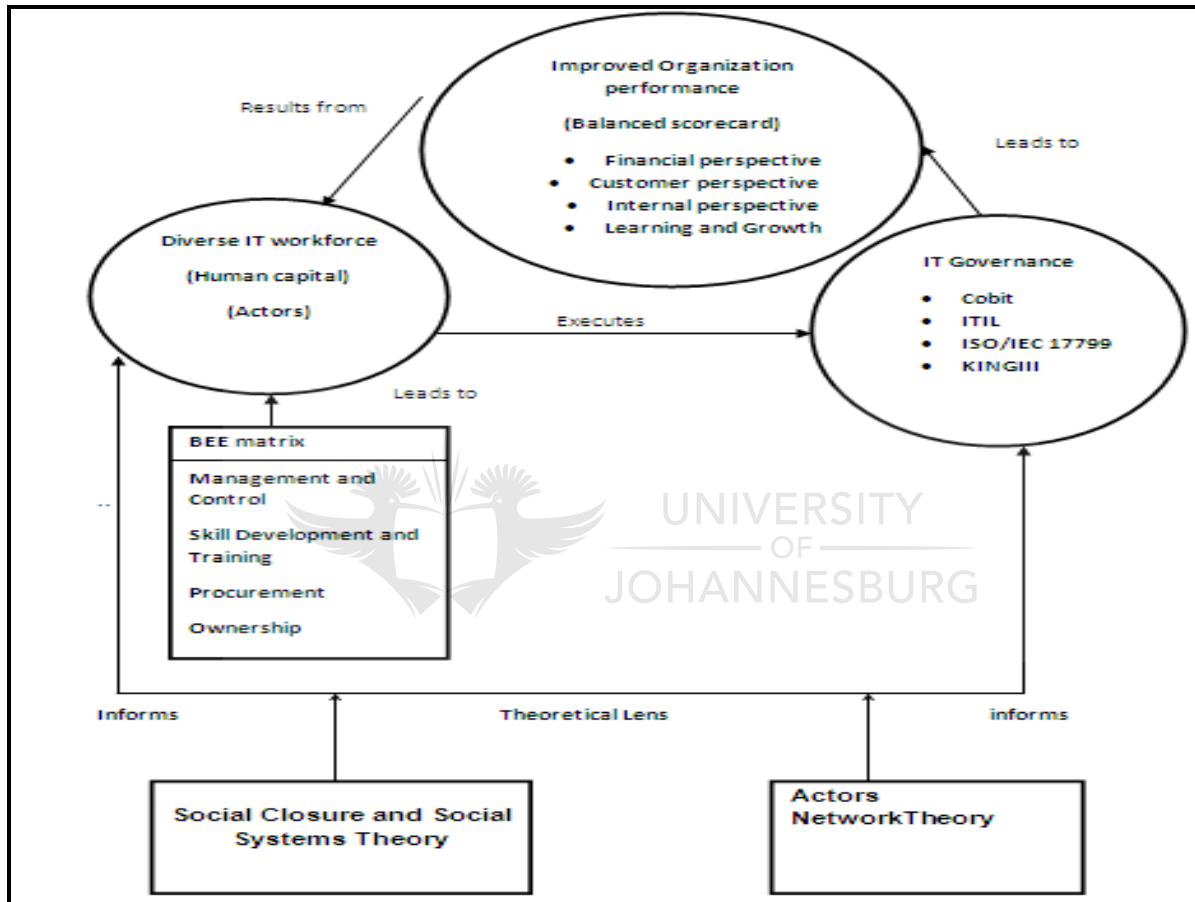 Improved Organization
performance
(Balanced scorecard)
• Financial perspective
• Customer perspective
• Internal perspective
• Learning and Growth
Results from
Leads to
Diverse IT workforce
(Human capital)
(Actors)
IT Governance
• Cobit
• ITIL
• ISO/IEC 17799
• KINGIII
Executes
Leads to
BEE matrix
Management and
Control
Skill Development and
Training
Procurement
Ownership
UNIVERSITY
OF
JOHANNESBURG
..
Informs
Theoretical Lens
informs
Social Closure and Social
Systems Theory
Actors
NetworkTheory